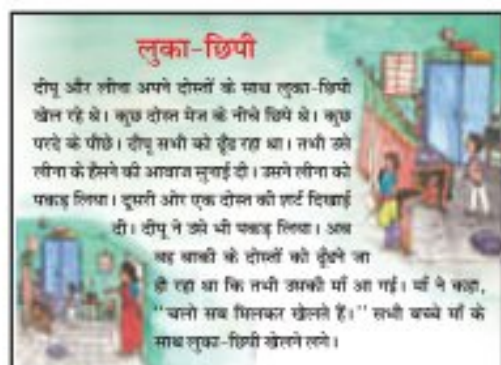 लुका-छिपी
दीपू और लीना अपने दोस्तों के साथ लुका-छिपी
खेल रहे थे। कुछ दोस्त मेज के नीचे छिपे थे। कुछ
परदे के पीछे। दीपू सभी को ढूँढ रहा था। तभी उसे
लीना के हँसने की आवाज सुनाई दी। उसने लीना को
पकड़ लिया। दूसरी ओर एक दोस्त की शर्ट दिखाई
दी। दीपू ने उसे भी पकड़ लिया। अब
वह बाकी के दोस्तों को ढूँढने जा
ही रहा था कि तभी उसकी माँ आ गई। माँ ने कहा,
“चलो सब मिलकर खेलते हैं।” सभी बच्चे माँ के
साथ लुका-छिपी खेलने लगे।